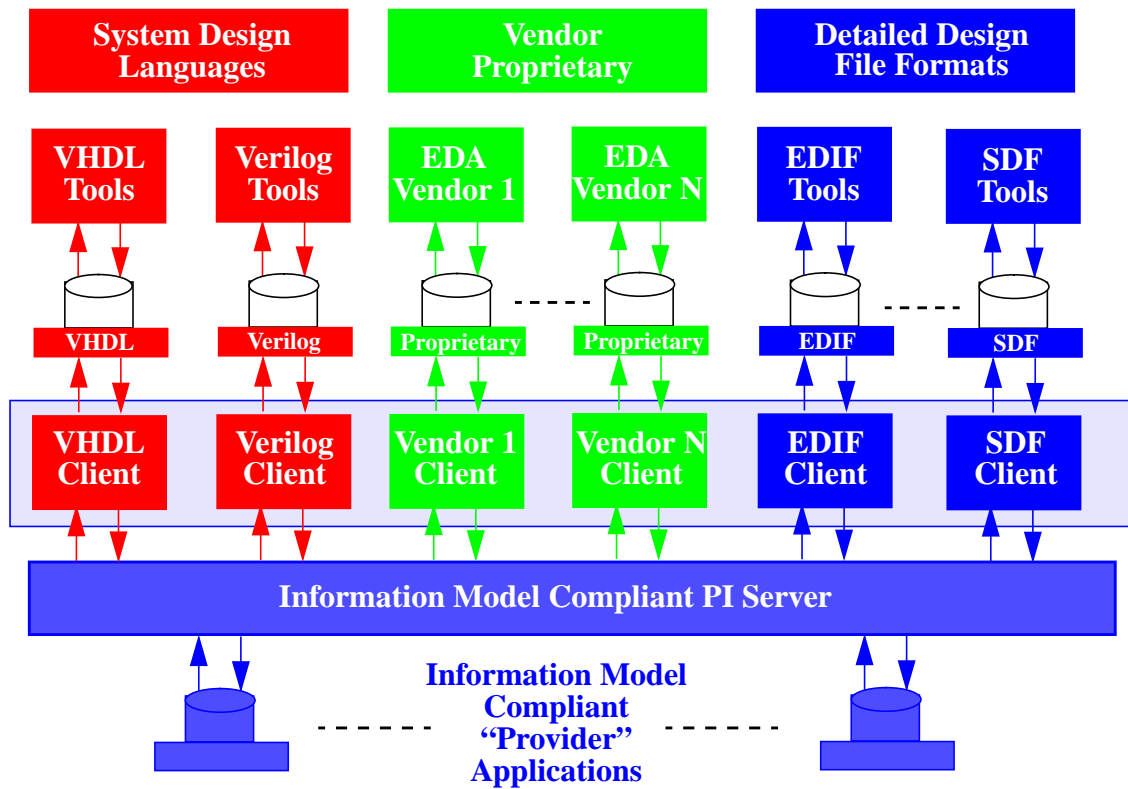 System Design
Languages
Vendor
Proprietary
Detailed Design
File Formats
VHDL
Tools
Verilog
Tools
EDA
Vendor 1
EDA
Vendor N
EDIF
Tools
SDF
Tools
VHDL
Verilog
Proprietary
Proprietary
EDIF
SDF
VHDL
Client
Verilog
Client
Vendor 1
Client
Vendor N
Client
EDIF
Client
SDF
Client
Information Model Compliant PI Server
Information Model
Compliant
“Provider”
Applications